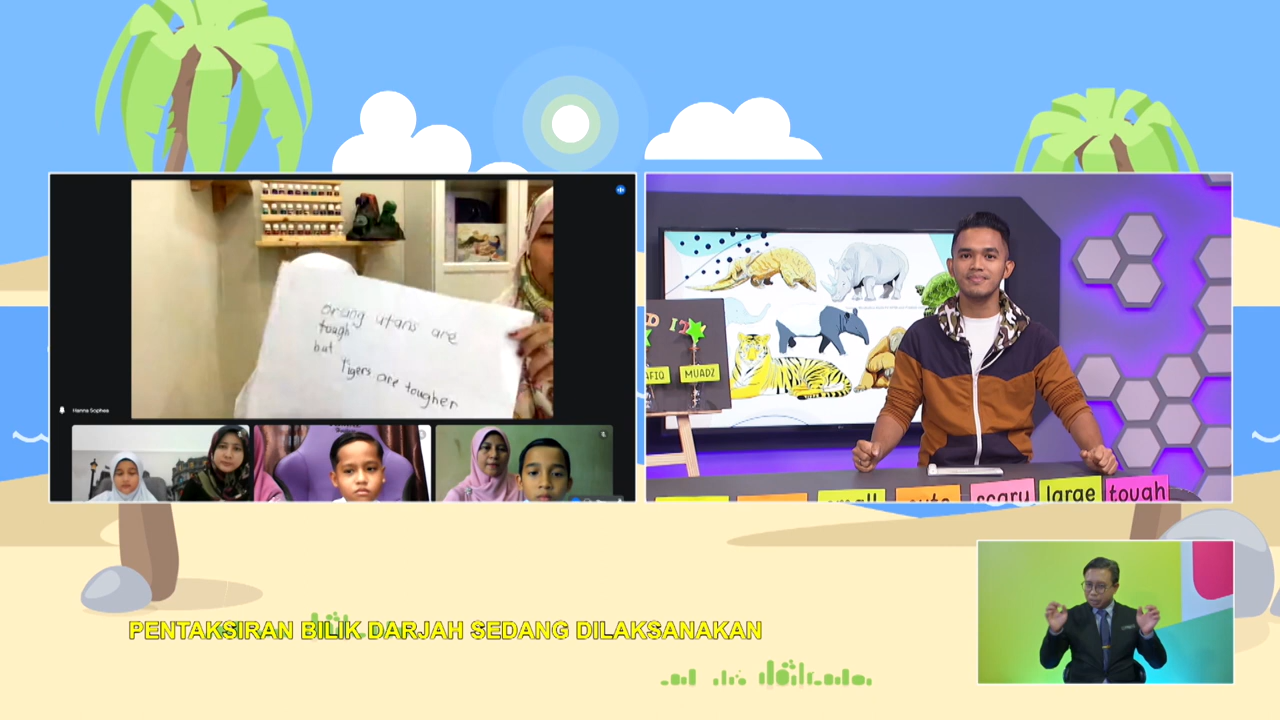 orang utans are
tough
but
Tigers are tougher
Hanna Sophea
D IT
AFIQ
MUADZ
small
cute
scary
large
tough
PENTAKSIRAN BILIK DARJAH SEDANG DILAKSANAKAN